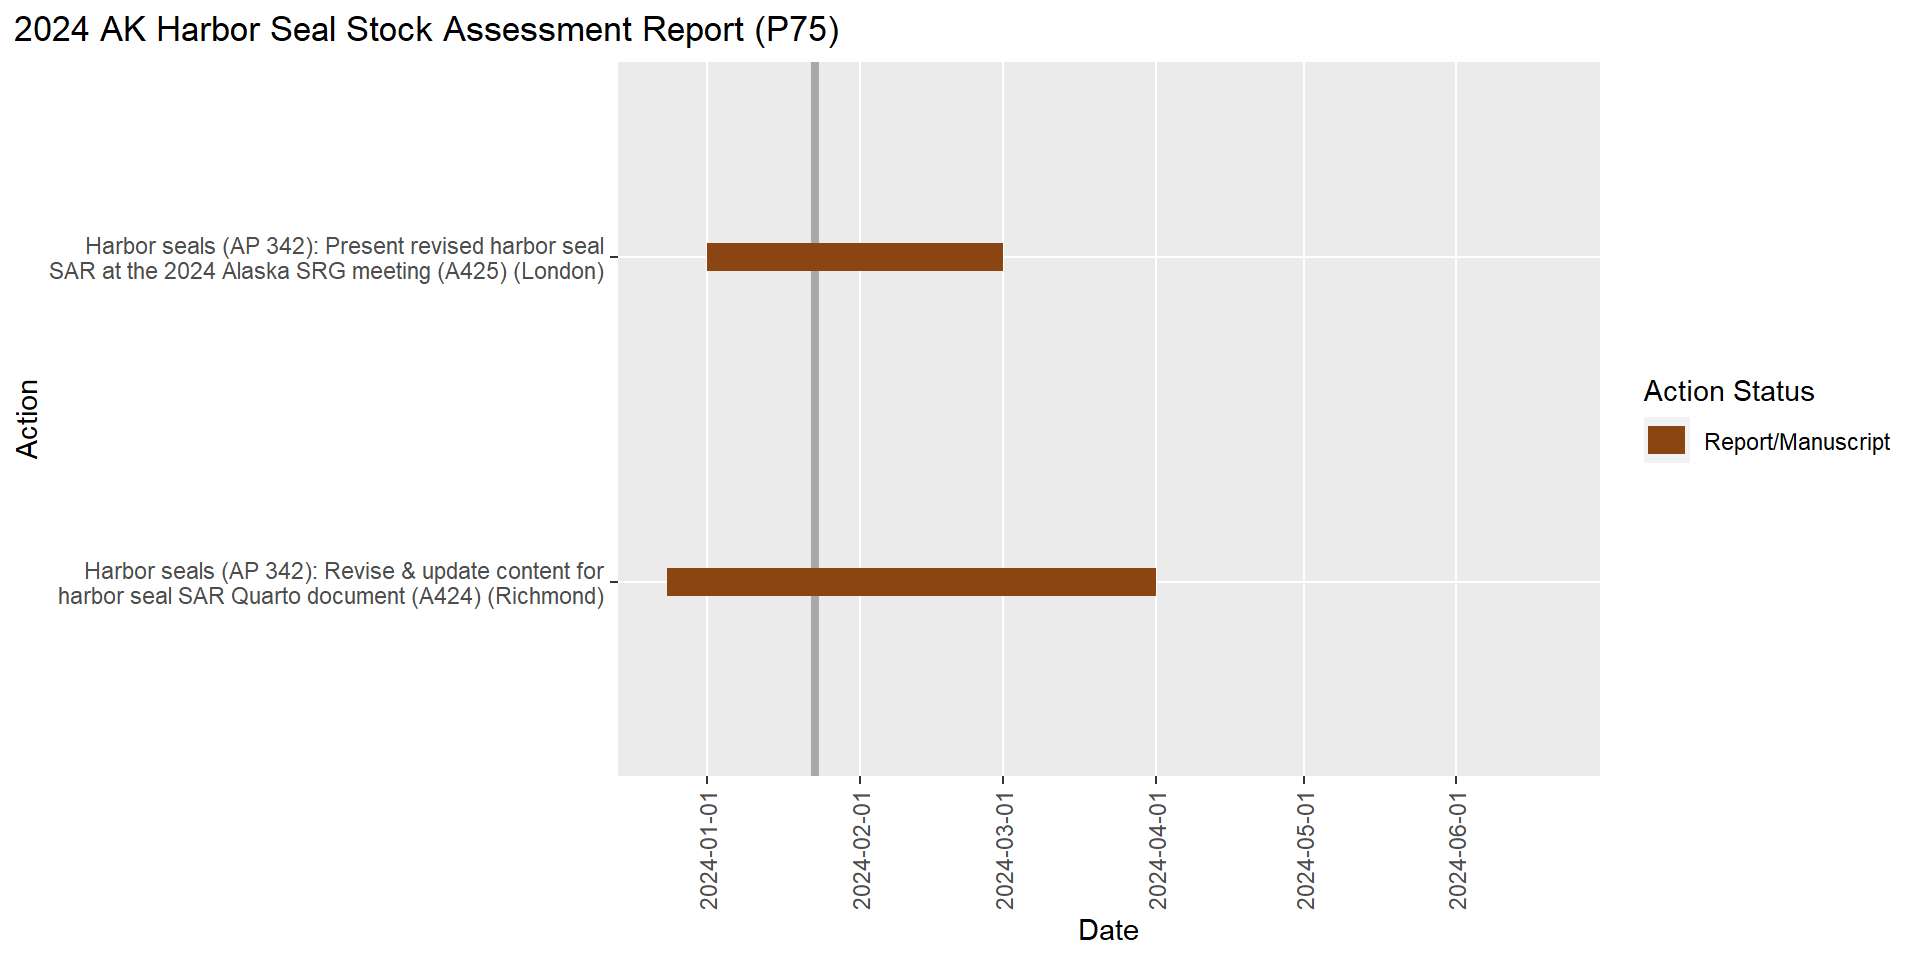 2024 AK Harbor Seal Stock Assessment Report (P75)
Harbor seals (AP 342): Present revised harbor seal
SAR at the 2024 Alaska SRG meeting (A425) (London)
Action
Harbor seals (AP 342): Revise & update content for
harbor seal SAR Quarto document (A424) (Richmond)
Action Status
Report/Manuscript
2024-01-01
2024-02-01
2024-03-01
2024-04-01
2024-05-01
2024-06-01
Date